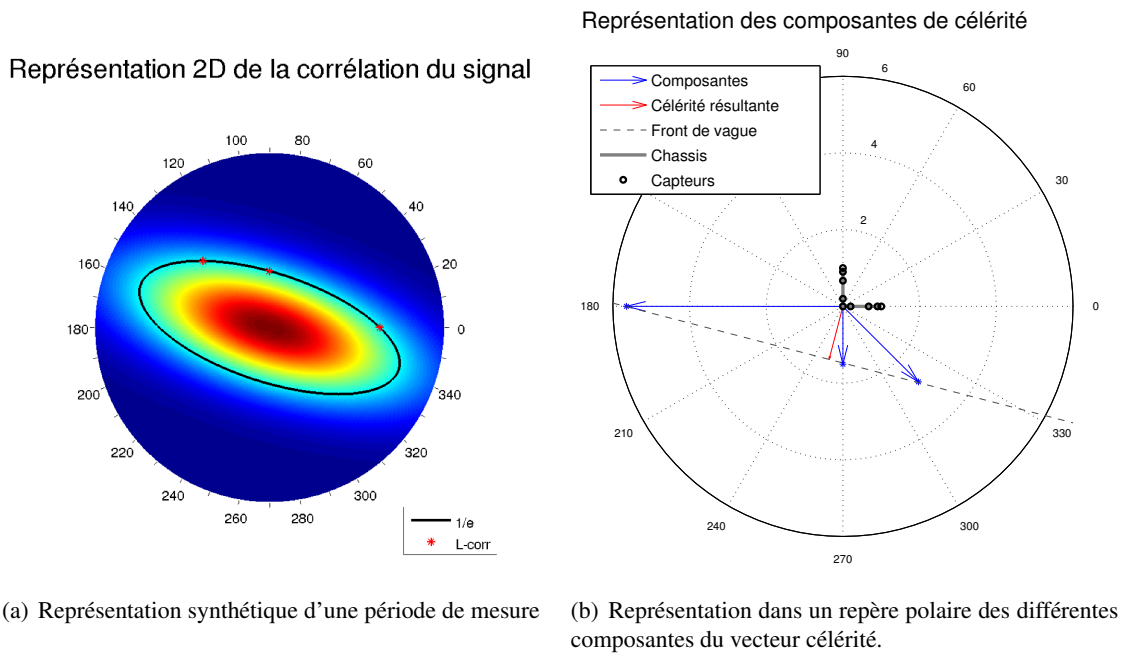 Représentation 2D de la corrélation du signal
100
80
120
60
140
40
160
20
180
0
200
340
220
320
240
300
260
280
1/e
L-corr
(a) Représentation synthétique d'une période de mesure
Représentation des composantes de célérité
90
6
60
4
30
2
180
0
210
330
240
300
270
Composantes
Célérité résultante
Front de vague
Chassis
Capteurs
(b) Représentation dans un repère polaire des différentes
composantes du vecteur célérité.